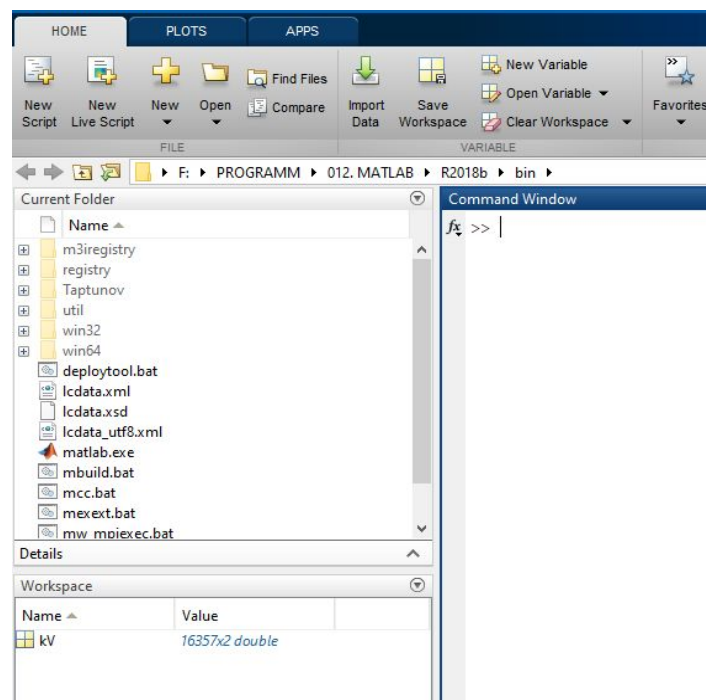 HOME PLOTS APPS
New Script
New Live Script
New
Open
Find Files
Compare
Import Data
Save Workspace
New Variable
Open Variable
Clear Workspace
Favorites
FILE
VARIABLE
F: PROGRAMM 012. MATLAB R2018b bin
Current Folder
Name
m3iregistry
registry
Taptunov
util
win32
win64
deploytool.bat
lcdata.xml
lcdata.xsd
lcdata_utf8.xml
matlab.exe
mbuild.bat
mcc.bat
mexext.bat
mw_mpiexec.bat
Details
Workspace
Name Value
kV 16357x2 double
Command Window
fx >>